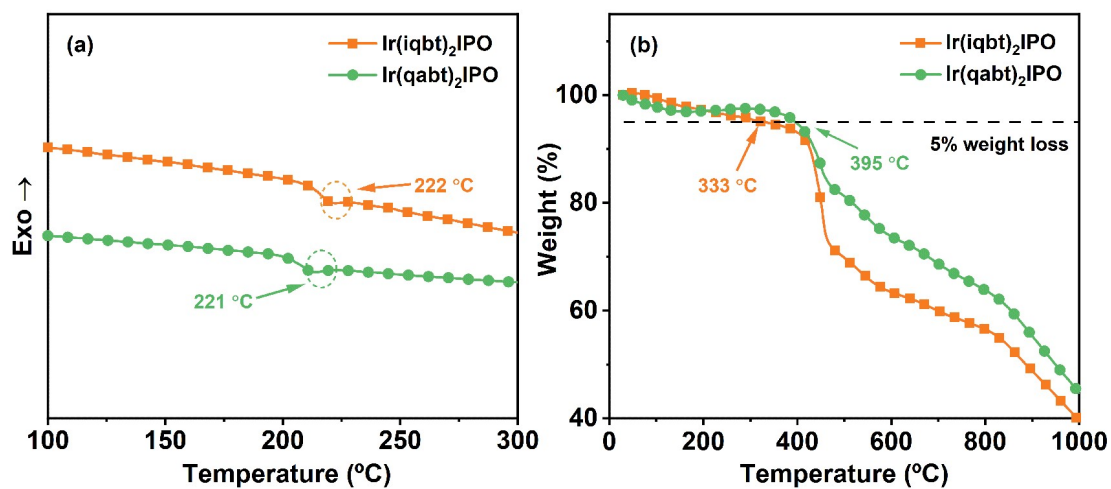 (a)
Ir(iqbt)₂IPO
Ir(qabt)₂IPO
222 °C
221 °C
Exo →
100 150 200 250 300
Temperature (ºC)
(b)
Ir(iqbt)₂IPO
Ir(qabt)₂IPO
100
80
60
40
5% weight loss
395 °C
333 °C
Weight (%)
0 200 400 600 800 1000
Temperature (ºC)